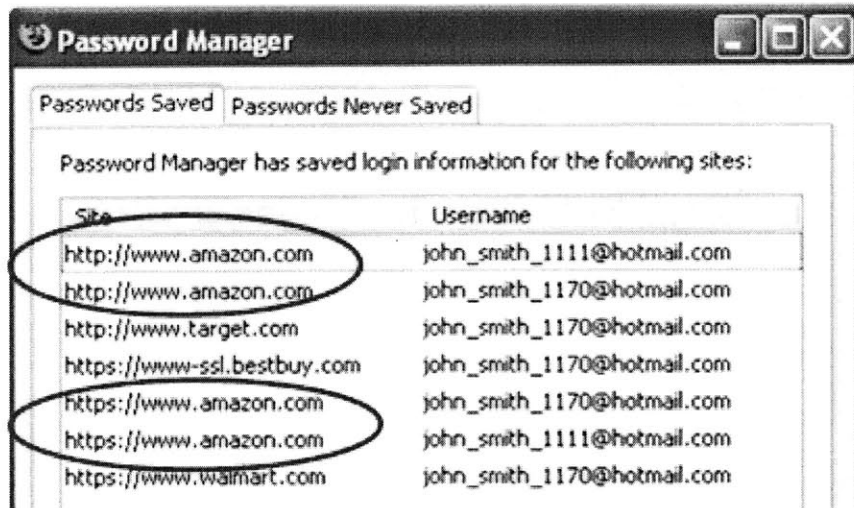 Password Manager
Passwords Saved Passwords Never Saved
Password Manager has saved login information for the following sites:
Site Username
http://www.amazon.com john_smith_1111@hotmail.com
http://www.amazon.com john_smith_1170@hotmail.com
http://www.target.com john_smith_1170@hotmail.com
https://www-ssl.bestbuy.com john_smith_1170@hotmail.com
https://www.amazon.com john_smith_1170@hotmail.com
https://www.amazon.com john_smith_1111@hotmail.com
https://www.walmart.com john_smith_1170@hotmail.com